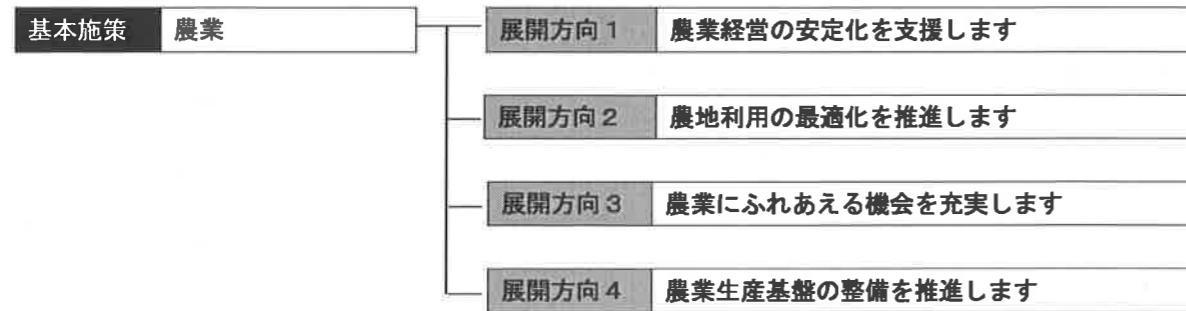 基本施策 農業
展開方向1 農業経営の安定化を支援します
展開方向2 農地利用の最適化を推進します
展開方向3 農業にふれあえる機会を充実します
展開方向4 農業生産基盤の整備を推進します